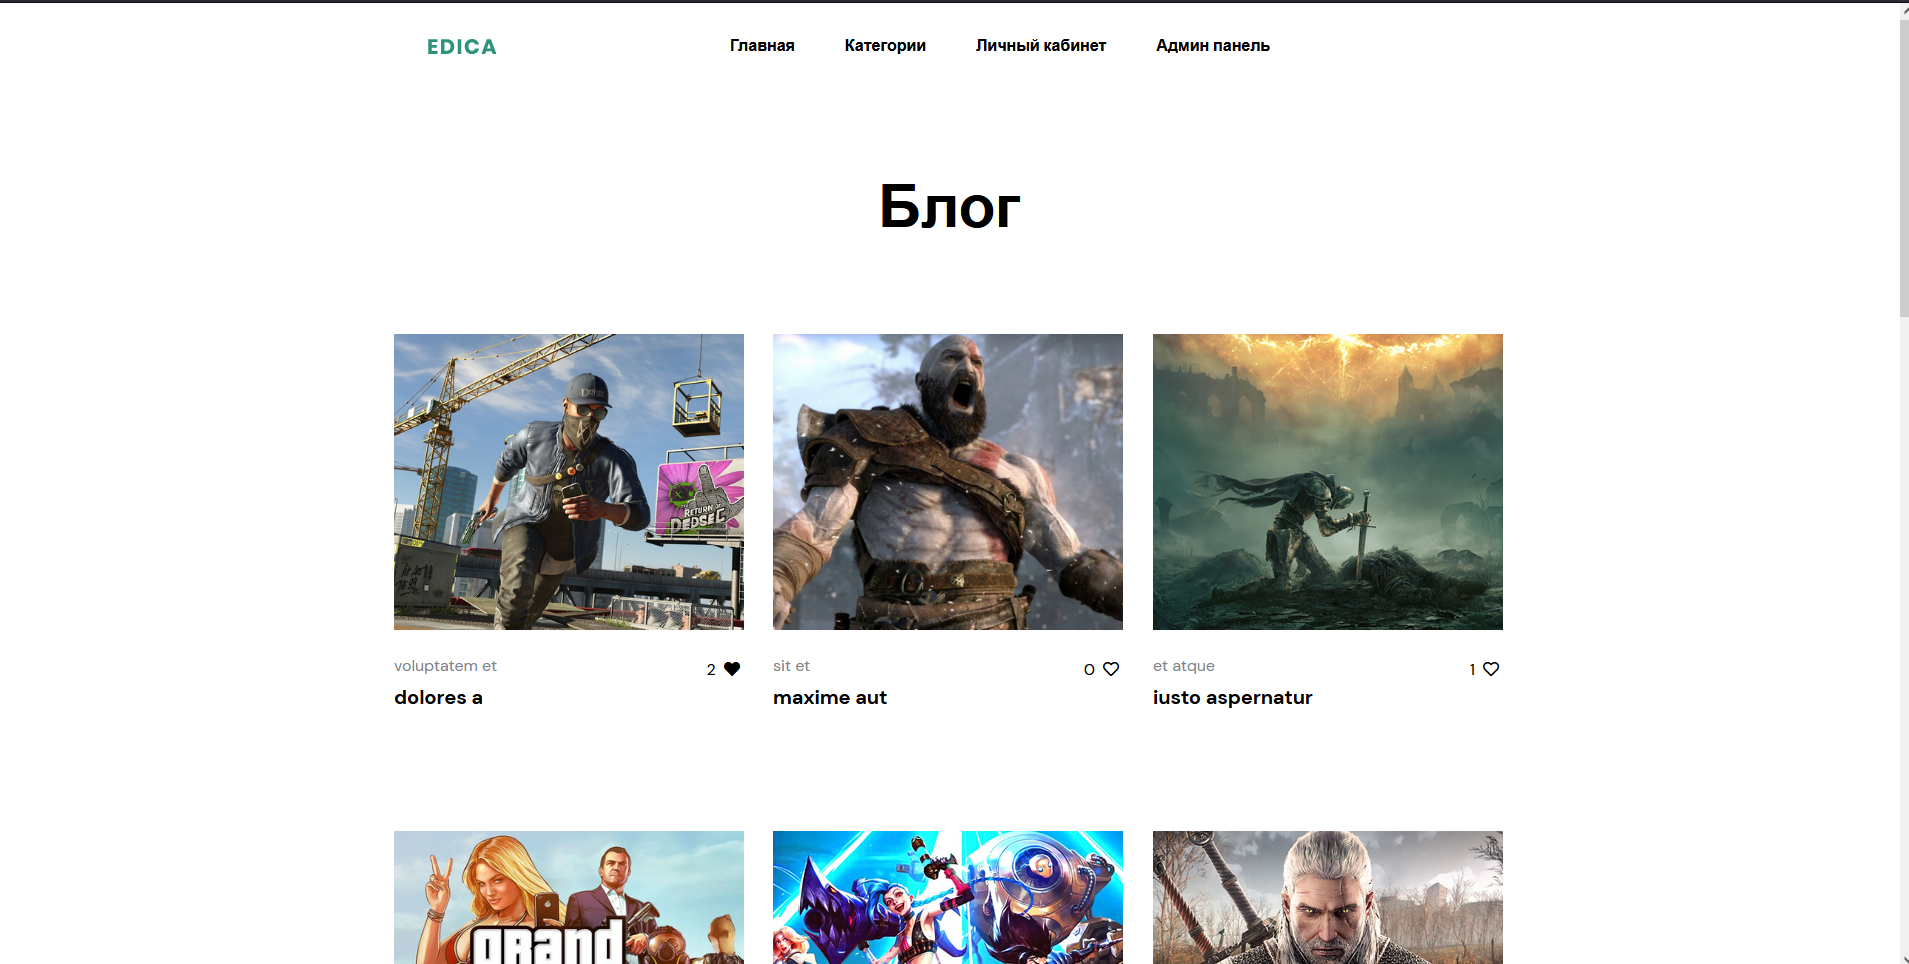 EDICA
Главная
Категории
Личный кабинет
Админ панель
Блог
RETURN OF
DEDSEC
voluptatem et
2
dolores a
sit et
0
maxime aut
et atque
1
iusto aspernatur
GRAND